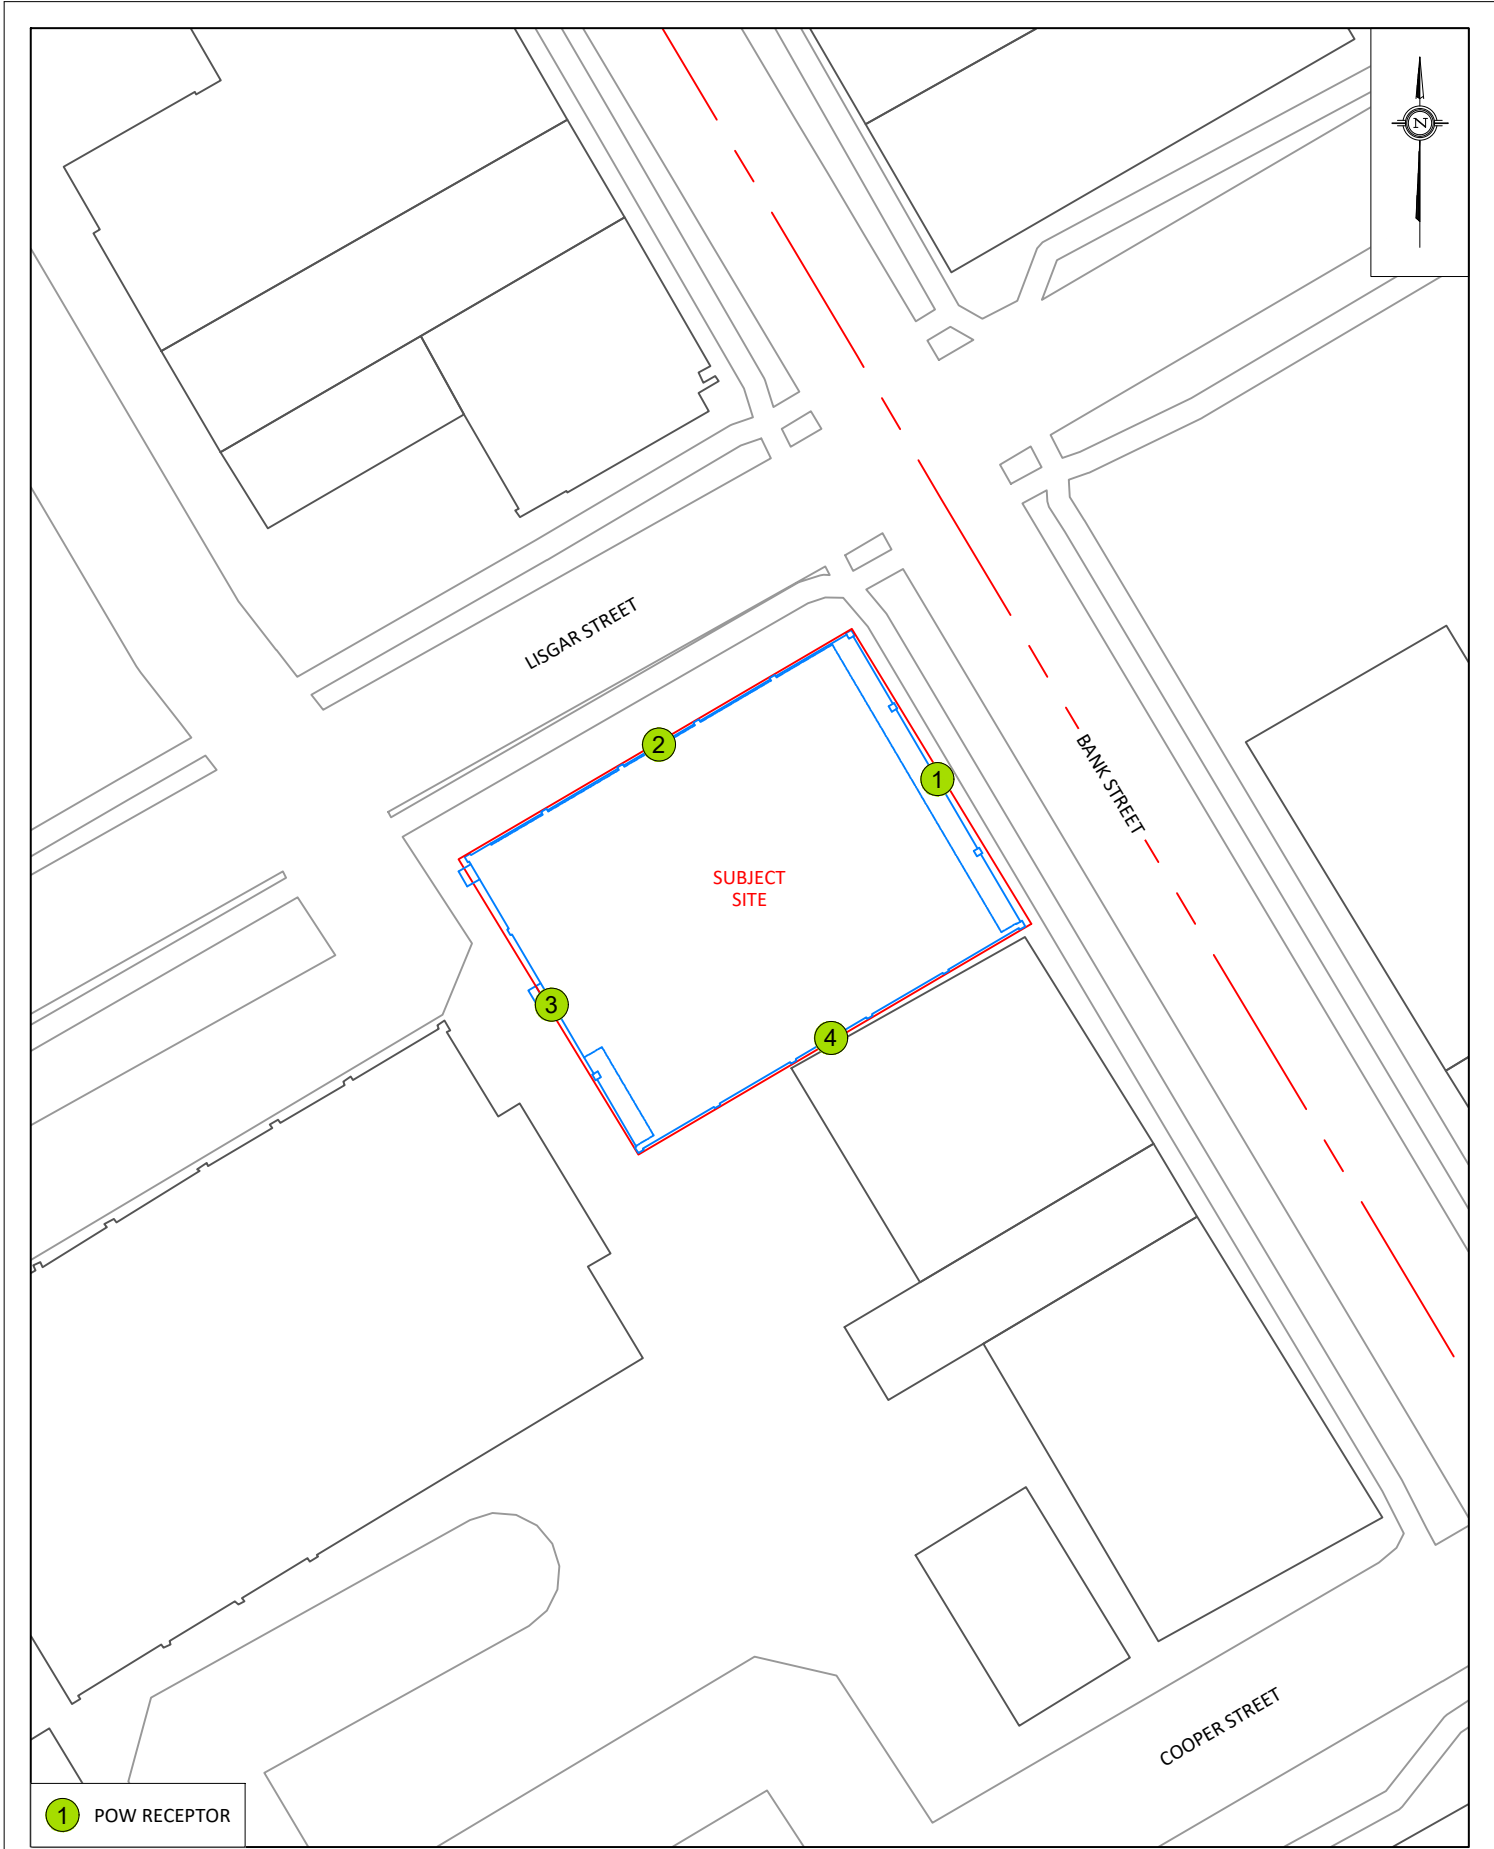 N
LISGAR STREET
2
1
BANK STREET
SUBJECT
SITE
3
4
COOPER STREET
1 POW RECEPTOR